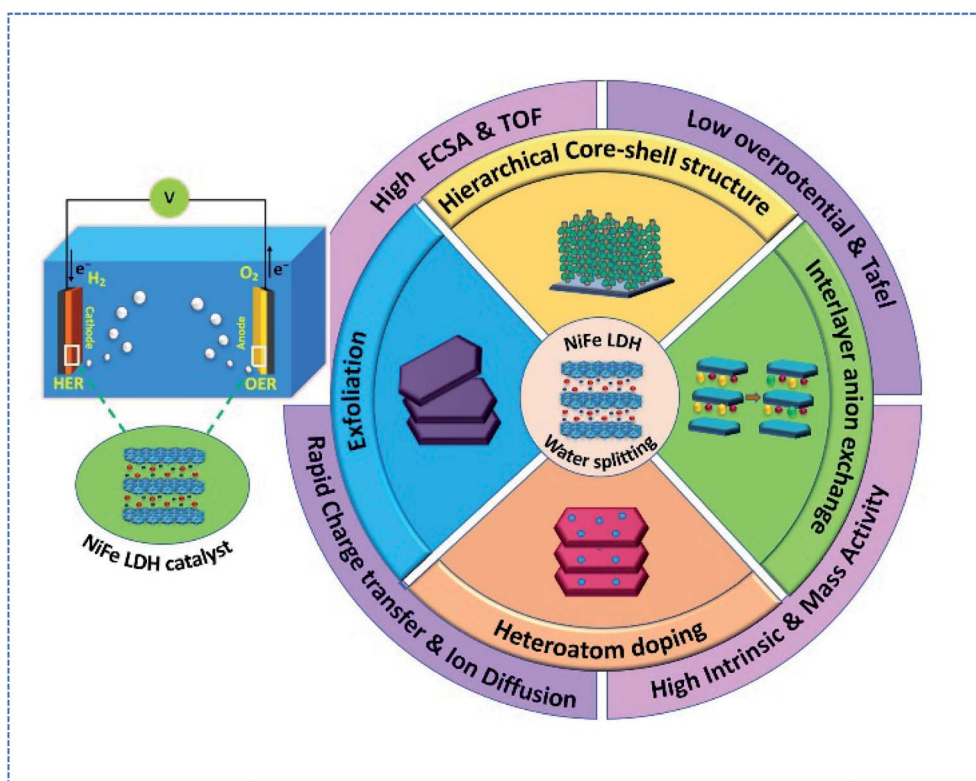 V
e⁻
H₂
O₂
e⁻
Cathode
Anode
HER
OER
NiFe LDH catalyst
High ECSA & TOF
Low overpotential & Tafel
Hierarchical Core-shell structure
Exfoliation
Interlayer anion exchange
NiFe LDH
Water splitting
Heteroatom doping
Rapid Charge transfer & Ion Diffusion
High Intrinsic & Mass Activity